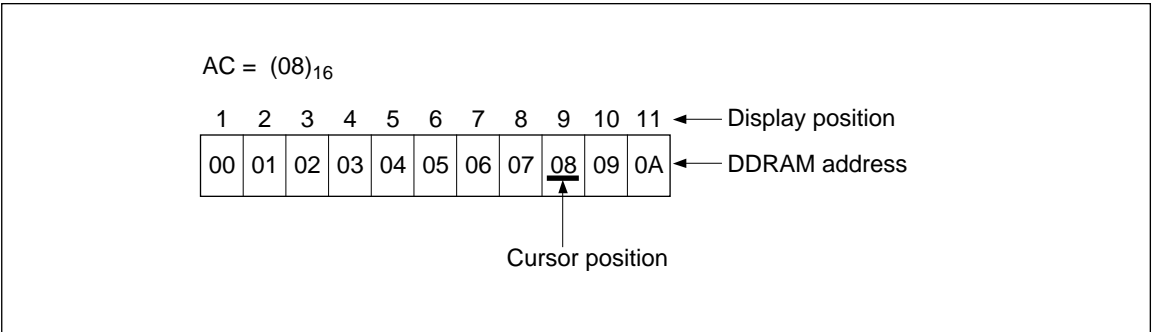 AC = (08)16
1 2 3 4 5 6 7 8 9 10 11 Display position
00 01 02 03 04 05 06 07 08 09 0A DDRAM address
Cursor position